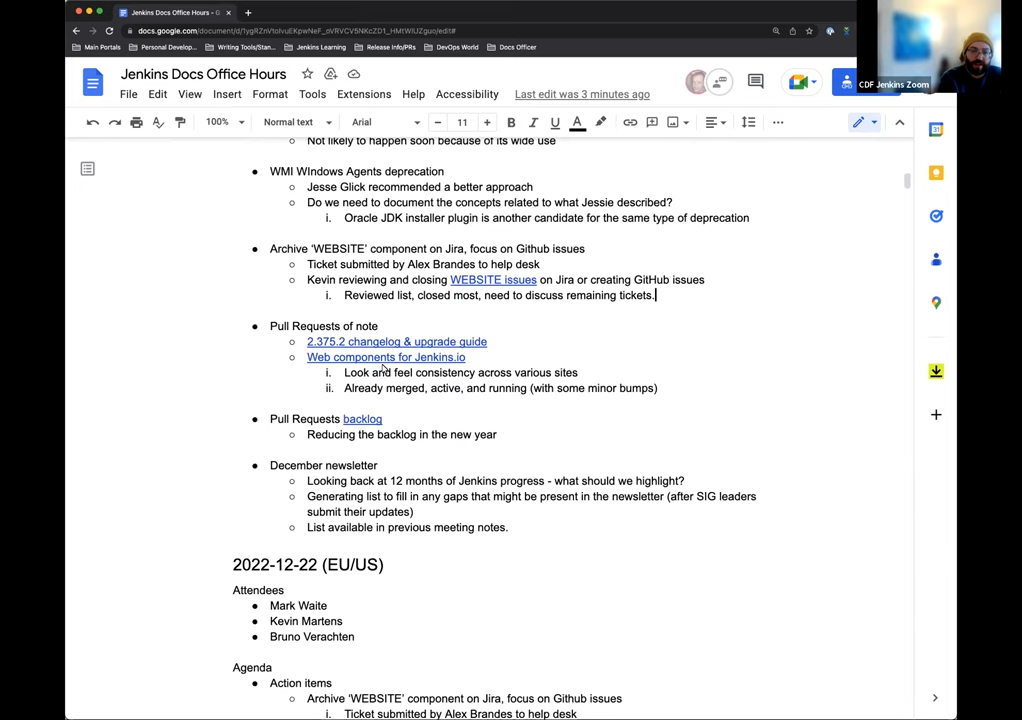 Jenkins Docs Office Hours - G
docs.google.com/document/d/1ygRZnVtoIvuEKpwNeF_oVRVCV5NKcZD1_HMtWiUZguo/edit#
Main Portals
Personal Develop...
Writing Tools/Stan...
Jenkins Learning
Release Info/PRs
DevOps World
Docs Officer
CDF Jenkins Zoom
Jenkins Docs Office Hours
File Edit View Insert Format Tools Extensions Help Accessibility Last edit was 3 minutes ago
100% Normal text Arial 11 B I U A
Not likely to happen soon because of its wide use
WMI WIndows Agents deprecation
Jesse Glick recommended a better approach
Do we need to document the concepts related to what Jessie described?
i. Oracle JDK installer plugin is another candidate for the same type of deprecation
Archive ‘WEBSITE’ component on Jira, focus on Github issues
Ticket submitted by Alex Brandes to help desk
Kevin reviewing and closing WEBSITE issues on Jira or creating GitHub issues
i. Reviewed list, closed most, need to discuss remaining tickets.
Pull Requests of note
2.375.2 changelog & upgrade guide
Web components for Jenkins.io
i. Look and feel consistency across various sites
ii. Already merged, active, and running (with some minor bumps)
Pull Requests backlog
Reducing the backlog in the new year
December newsletter
Looking back at 12 months of Jenkins progress - what should we highlight?
Generating list to fill in any gaps that might be present in the newsletter (after SIG leaders
submit their updates)
List available in previous meeting notes.
2022-12-22 (EU/US)
Attendees
Mark Waite
Kevin Martens
Bruno Verachten
Agenda
Action items
Archive ‘WEBSITE’ component on Jira, focus on Github issues
i. Ticket submitted by Alex Brandes to help desk